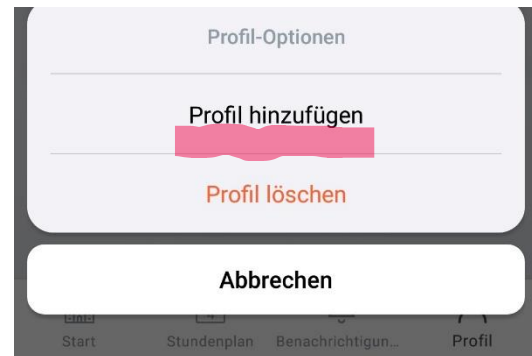 Profil-Optionen
Profil hinzufügen
Profil löschen
Abbrechen
Start Stundenplan Benachrichtigun... Profil